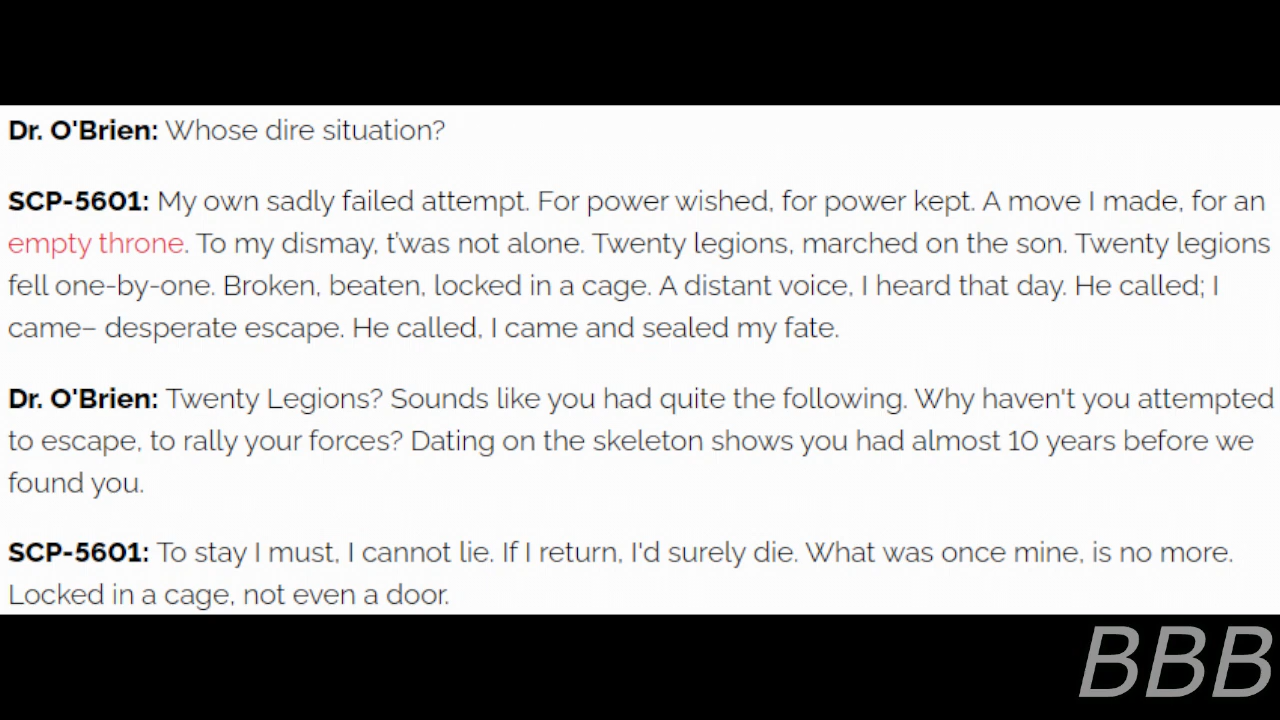 Dr. O'Brien: Whose dire situation?
SCP-5601: My own sadly failed attempt. For power wished, for power kept. A move I made, for an
empty throne. To my dismay, t'was not alone. Twenty legions, marched on the son. Twenty legions
fell one-by-one. Broken, beaten, locked in a cage. A distant voice, I heard that day. He called; I
came– desperate escape. He called, I came and sealed my fate.
Dr. O'Brien: Twenty Legions? Sounds like you had quite the following. Why haven't you attempted
to escape, to rally your forces? Dating on the skeleton shows you had almost 10 years before we
found you.
SCP-5601: To stay I must, I cannot lie. If I return, I'd surely die. What was once mine, is no more.
Locked in a cage, not even a door.
BBB